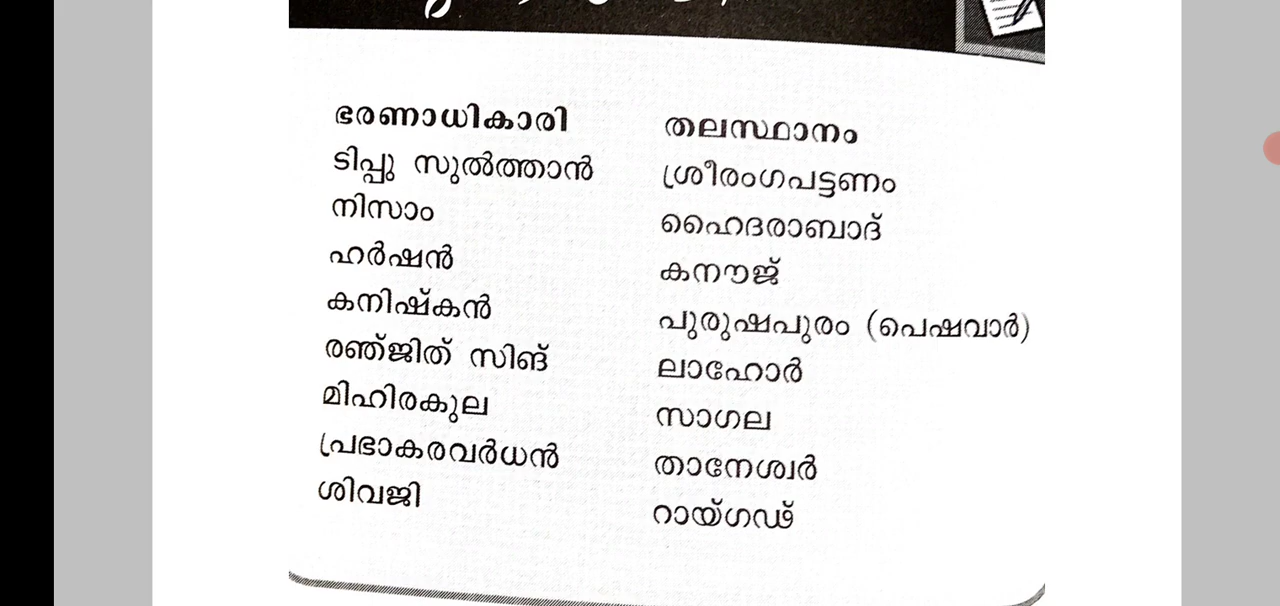 ഭരണാധികാരി തലസ്ഥാനം
ടിപ്പു സുൽത്താൻ ശ്രീരംഗപട്ടണം
നിസാം ഹൈദരാബാദ്
ഹർഷൻ കനൗജ്
കനിഷ്കൻ പുരുഷപുരം (പെഷവാർ)
രഞ്ജിത് സിങ് ലാഹോർ
മിഹിരകുല സാഗല
പ്രഭാകരവർധൻ താനേശ്വർ
ശിവജി റായ്ഗഢ്